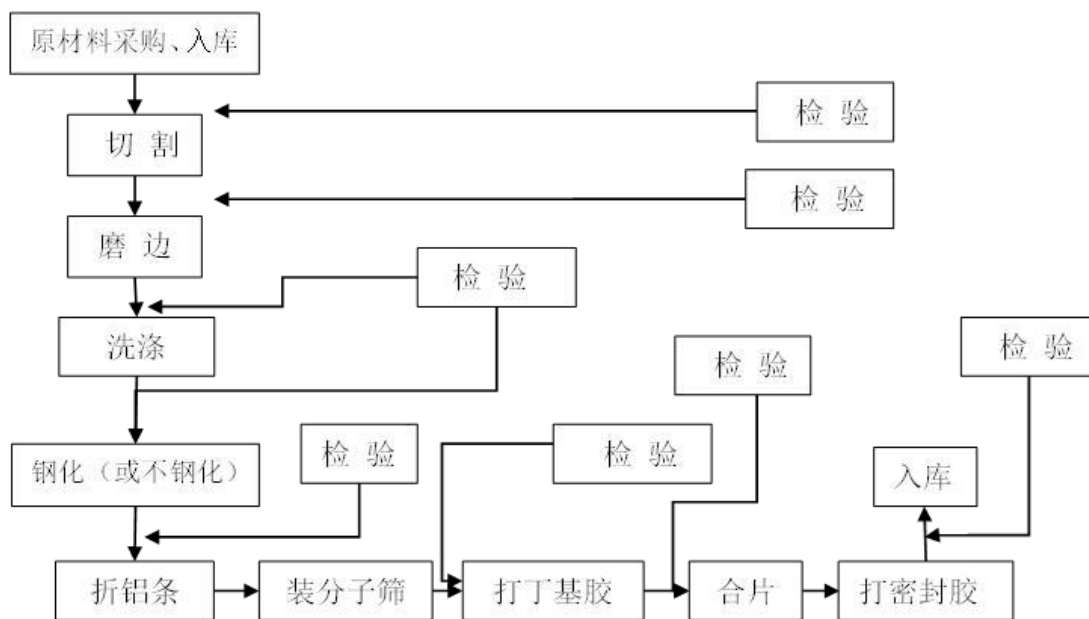 原材料采购、入库
检 验
切 割
检 验
磨 边
检 验
洗涤
检 验
检 验
钢化（或不钢化）
检 验
检 验
入库
折铝条
装分子筛
打丁基胶
合片
打密封胶